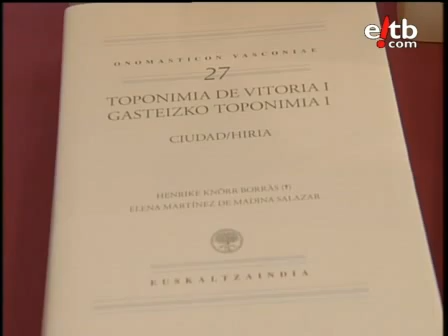 eitb
.com
ONOMASTICON VASCONIAE
27
TOPONIMIA DE VITORIA I
GASTEIZKO TOPONIMIA I
CIUDAD/HIRIA
HENRIKE KNÖRR BORRÀS (†)
ELENA MARTÍNEZ DE MADINA SALAZAR
EUSKALTZAINDIA